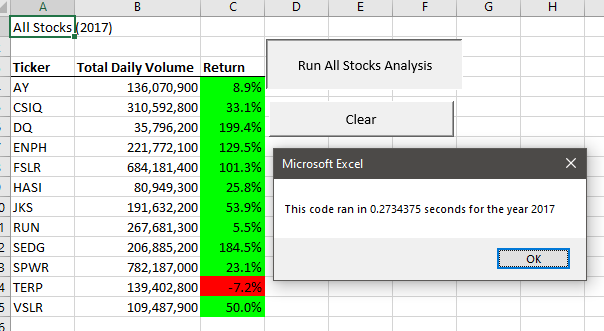 A B C D E F G H
All Stocks (2017)
Run All Stocks Analysis
Ticker Total Daily Volume Return
AY 136,070,900 8.9%
CSIQ 310,592,800 33.1%
Clear
DQ 35,796,200 199.4%
ENPH 221,772,100 129.5%
Microsoft Excel
FSLR 684,181,400 101.3%
HASI 80,949,300 25.8%
This code ran in 0.2734375 seconds for the year 2017
JKS 191,632,200 53.9%
RUN 267,681,300 5.5%
SEDG 206,885,200 184.5%
OK
SPWR 782,187,000 23.1%
TERP 139,402,800 -7.2%
VSLR 109,487,900 50.0%